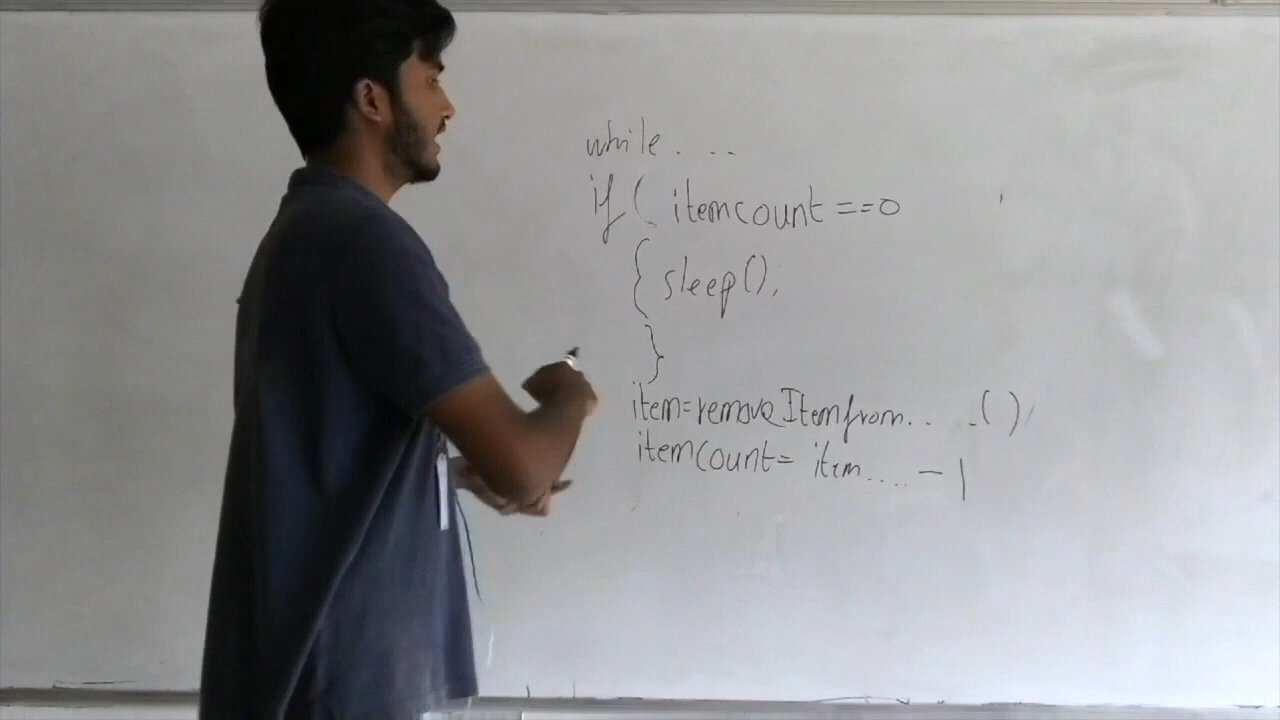 while . . .
if ( itemcount ==0
{ sleep();
}
item=removeItemfrom.. . .()
itemCount= item.... -1